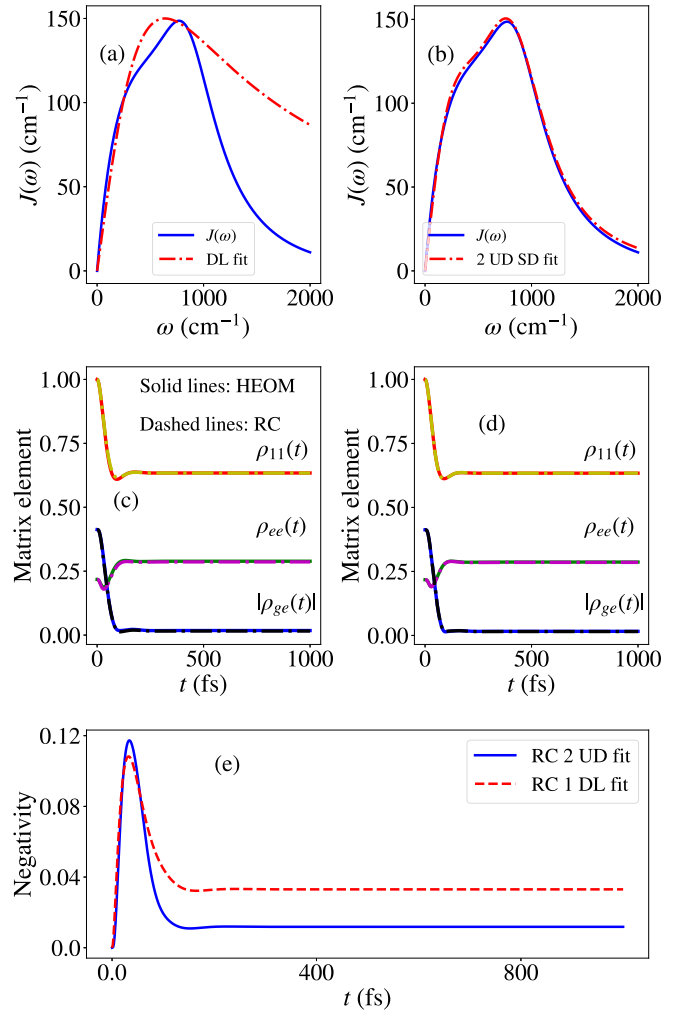 150
100
50
0
J(ω) (cm⁻¹)
(a)
J(ω)
DL fit
0
1000
2000
ω (cm⁻¹)
150
100
50
0
J(ω) (cm⁻¹)
(b)
J(ω)
2 UD SD fit
0
1000
2000
ω (cm⁻¹)
1.00
0.75
0.50
0.25
0.00
Matrix element
Solid lines: HEOM
Dashed lines: RC
ρ₁₁(t)
(c)
ρₑₑ(t)
|ρ_{ge}(t)|
0
500
1000
t (fs)
1.00
0.75
0.50
0.25
0.00
Matrix element
(d)
ρ₁₁(t)
ρₑₑ(t)
|ρ_{ge}(t)|
0
500
1000
t (fs)
0.12
0.08
0.04
0.0
Negativity
(e)
RC 2 UD fit
RC 1 DL fit
0.0
400
800
t (fs)